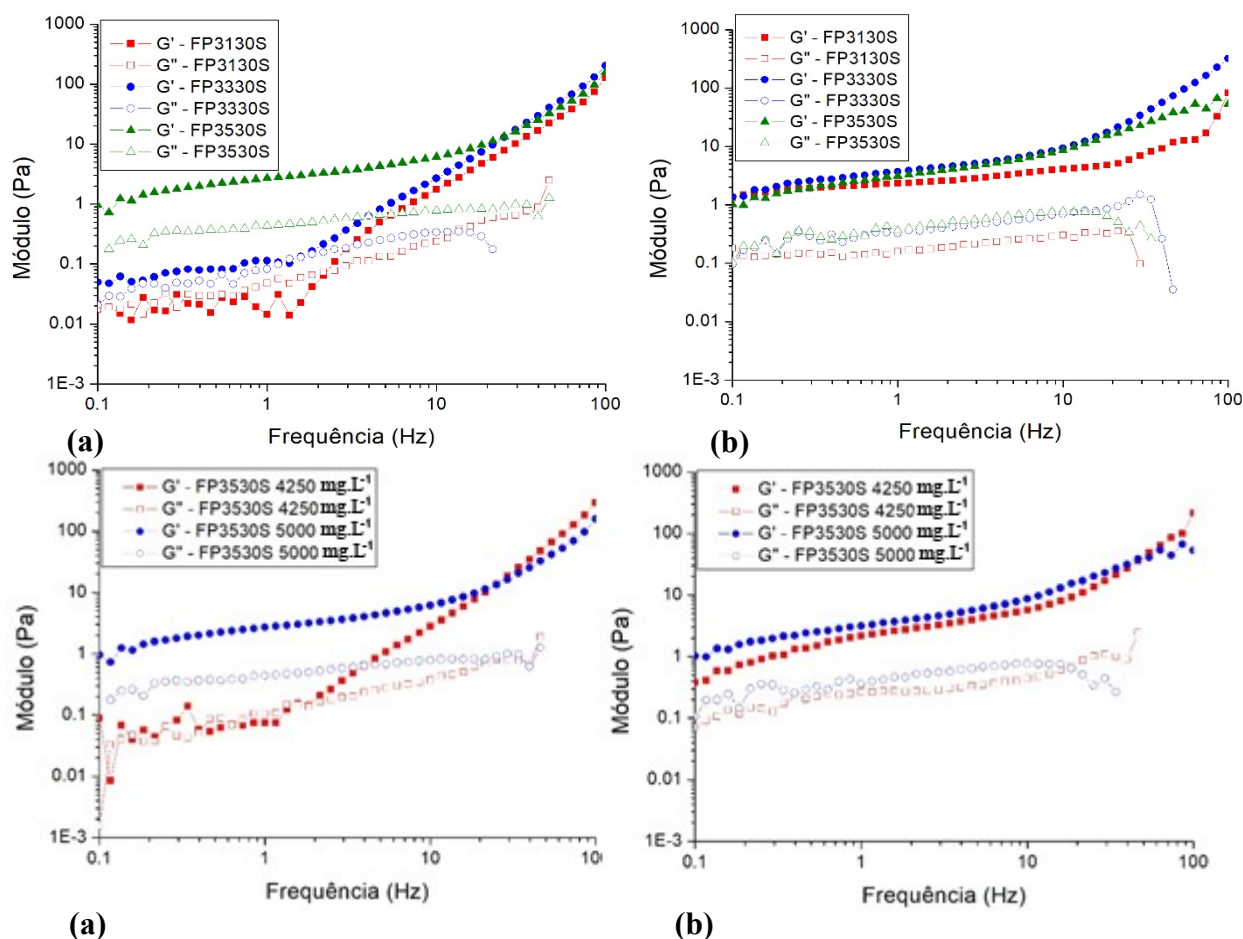 1000
100
10
1
0.1
0.01
1E-3
Módulo (Pa)
G' - FP3130S
G" - FP3130S
G' - FP3330S
G" - FP3330S
G' - FP3530S
G" - FP3530S
0.1
1
10
100
Frequência (Hz)
(a)
1000
100
10
1
0.1
0.01
1E-3
Módulo (Pa)
G' - FP3130S
G" - FP3130S
G' - FP3330S
G" - FP3330S
G' - FP3530S
G" - FP3530S
0.1
1
10
100
Frequência (Hz)
(b)
1000
100
10
1
0.1
0.01
1E-3
Módulo (Pa)
G' - FP3530S 4250 mg.L⁻¹
G" - FP3530S 4250 mg.L⁻¹
G' - FP3530S 5000 mg.L⁻¹
G" - FP3530S 5000 mg.L⁻¹
0.1
1
10
100
Frequência (Hz)
(a)
1000
100
10
1
0.1
0.01
1E-3
Módulo (Pa)
G' - FP3530S 4250 mg.L⁻¹
G" - FP3530S 4250 mg.L⁻¹
G' - FP3530S 5000 mg.L⁻¹
G" - FP3530S 5000 mg.L⁻¹
0.1
1
10
100
Frequência (Hz)
(b)